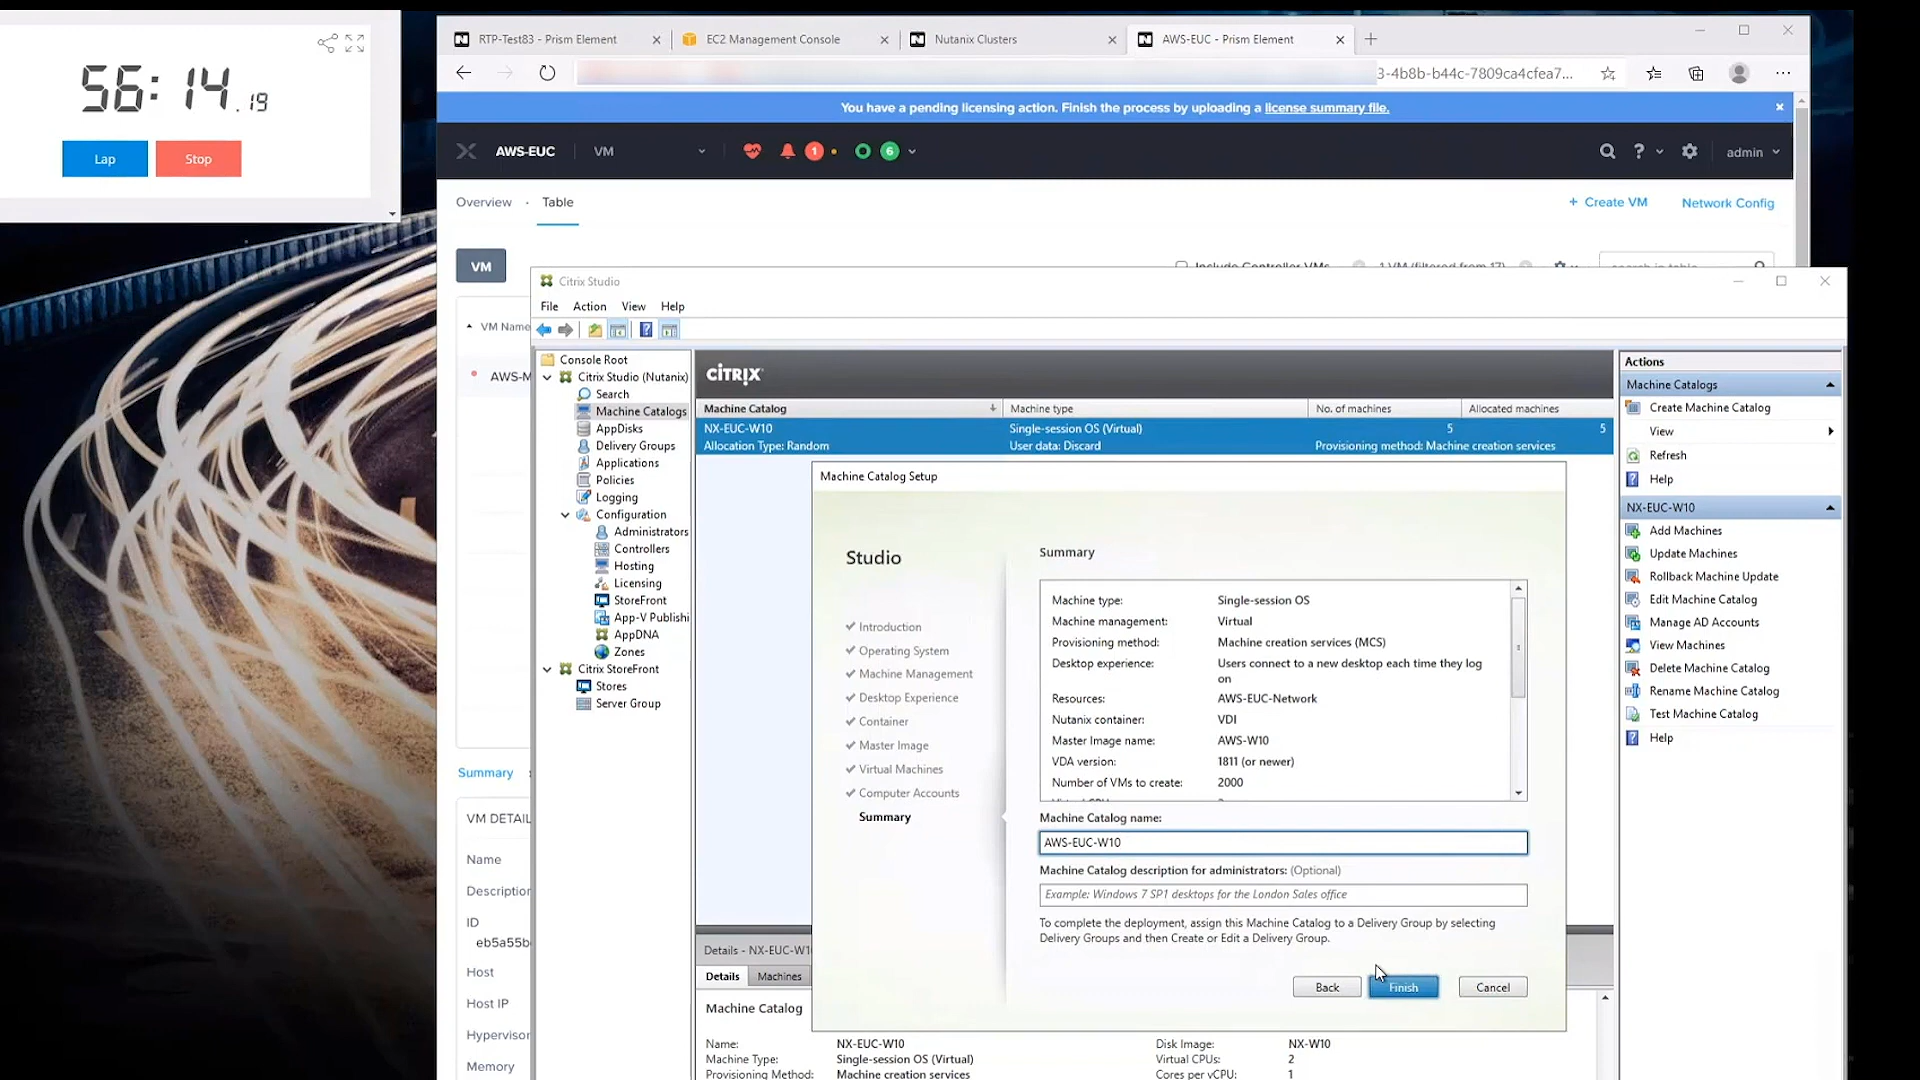 56:14.19
Lap
Stop
RTP-Test83 - Prism Element
EC2 Management Console
Nutanix Clusters
AWS-EUC - Prism Element
3-4b8b-b44c-7809ca4cfea7...
You have a pending licensing action. Finish the process by uploading a license summary file.
AWS-EUC
VM
1
6
admin
Overview
Table
+ Create VM
Network Config
VM
Include Controller VMs
1 VM (filtered from 17)
search in table
VM Name
AWS-M
Summary
VM DETAIL
Name
Description
ID
eb5a55b
Host
Host IP
Hypervisor
Memory
Citrix Studio
File
Action
View
Help
Console Root
Citrix Studio (Nutanix)
Search
Machine Catalogs
AppDisks
Delivery Groups
Applications
Policies
Logging
Configuration
Administrators
Controllers
Hosting
Licensing
StoreFront
App-V Publishi
AppDNA
Zones
Citrix StoreFront
Stores
Server Group
CITRIX
Machine Catalog
Machine type
No. of machines
Allocated machines
NX-EUC-W10
Single-session OS (Virtual)
5
5
Allocation Type: Random
User data: Discard
Provisioning method: Machine creation services
Machine Catalog Setup
Studio
Introduction
Operating System
Machine Management
Desktop Experience
Container
Master Image
Virtual Machines
Computer Accounts
Summary
Summary
Machine type: Single-session OS
Machine management: Virtual
Provisioning method: Machine creation services (MCS)
Desktop experience: Users connect to a new desktop each time they log
on
Resources: AWS-EUC-Network
Nutanix container: VDI
Master Image name: AWS-W10
VDA version: 1811 (or newer)
Number of VMs to create: 2000
Machine Catalog name:
AWS-EUC-W10
Machine Catalog description for administrators: (Optional)
Example: Windows 7 SP1 desktops for the London Sales office
To complete the deployment, assign this Machine Catalog to a Delivery Group by selecting
Delivery Groups and then Create or Edit a Delivery Group.
Back
Finish
Cancel
Details - NX-EUC-W1
Details
Machines
Machine Catalog
Name: NX-EUC-W10
Machine Type: Single-session OS (Virtual)
Provisioning Method: Machine creation services
Disk Image: NX-W10
Virtual CPUs: 2
Cores per vCPU: 1
Actions
Machine Catalogs
Create Machine Catalog
View
Refresh
Help
NX-EUC-W10
Add Machines
Update Machines
Rollback Machine Update
Edit Machine Catalog
Manage AD Accounts
View Machines
Delete Machine Catalog
Rename Machine Catalog
Test Machine Catalog
Help